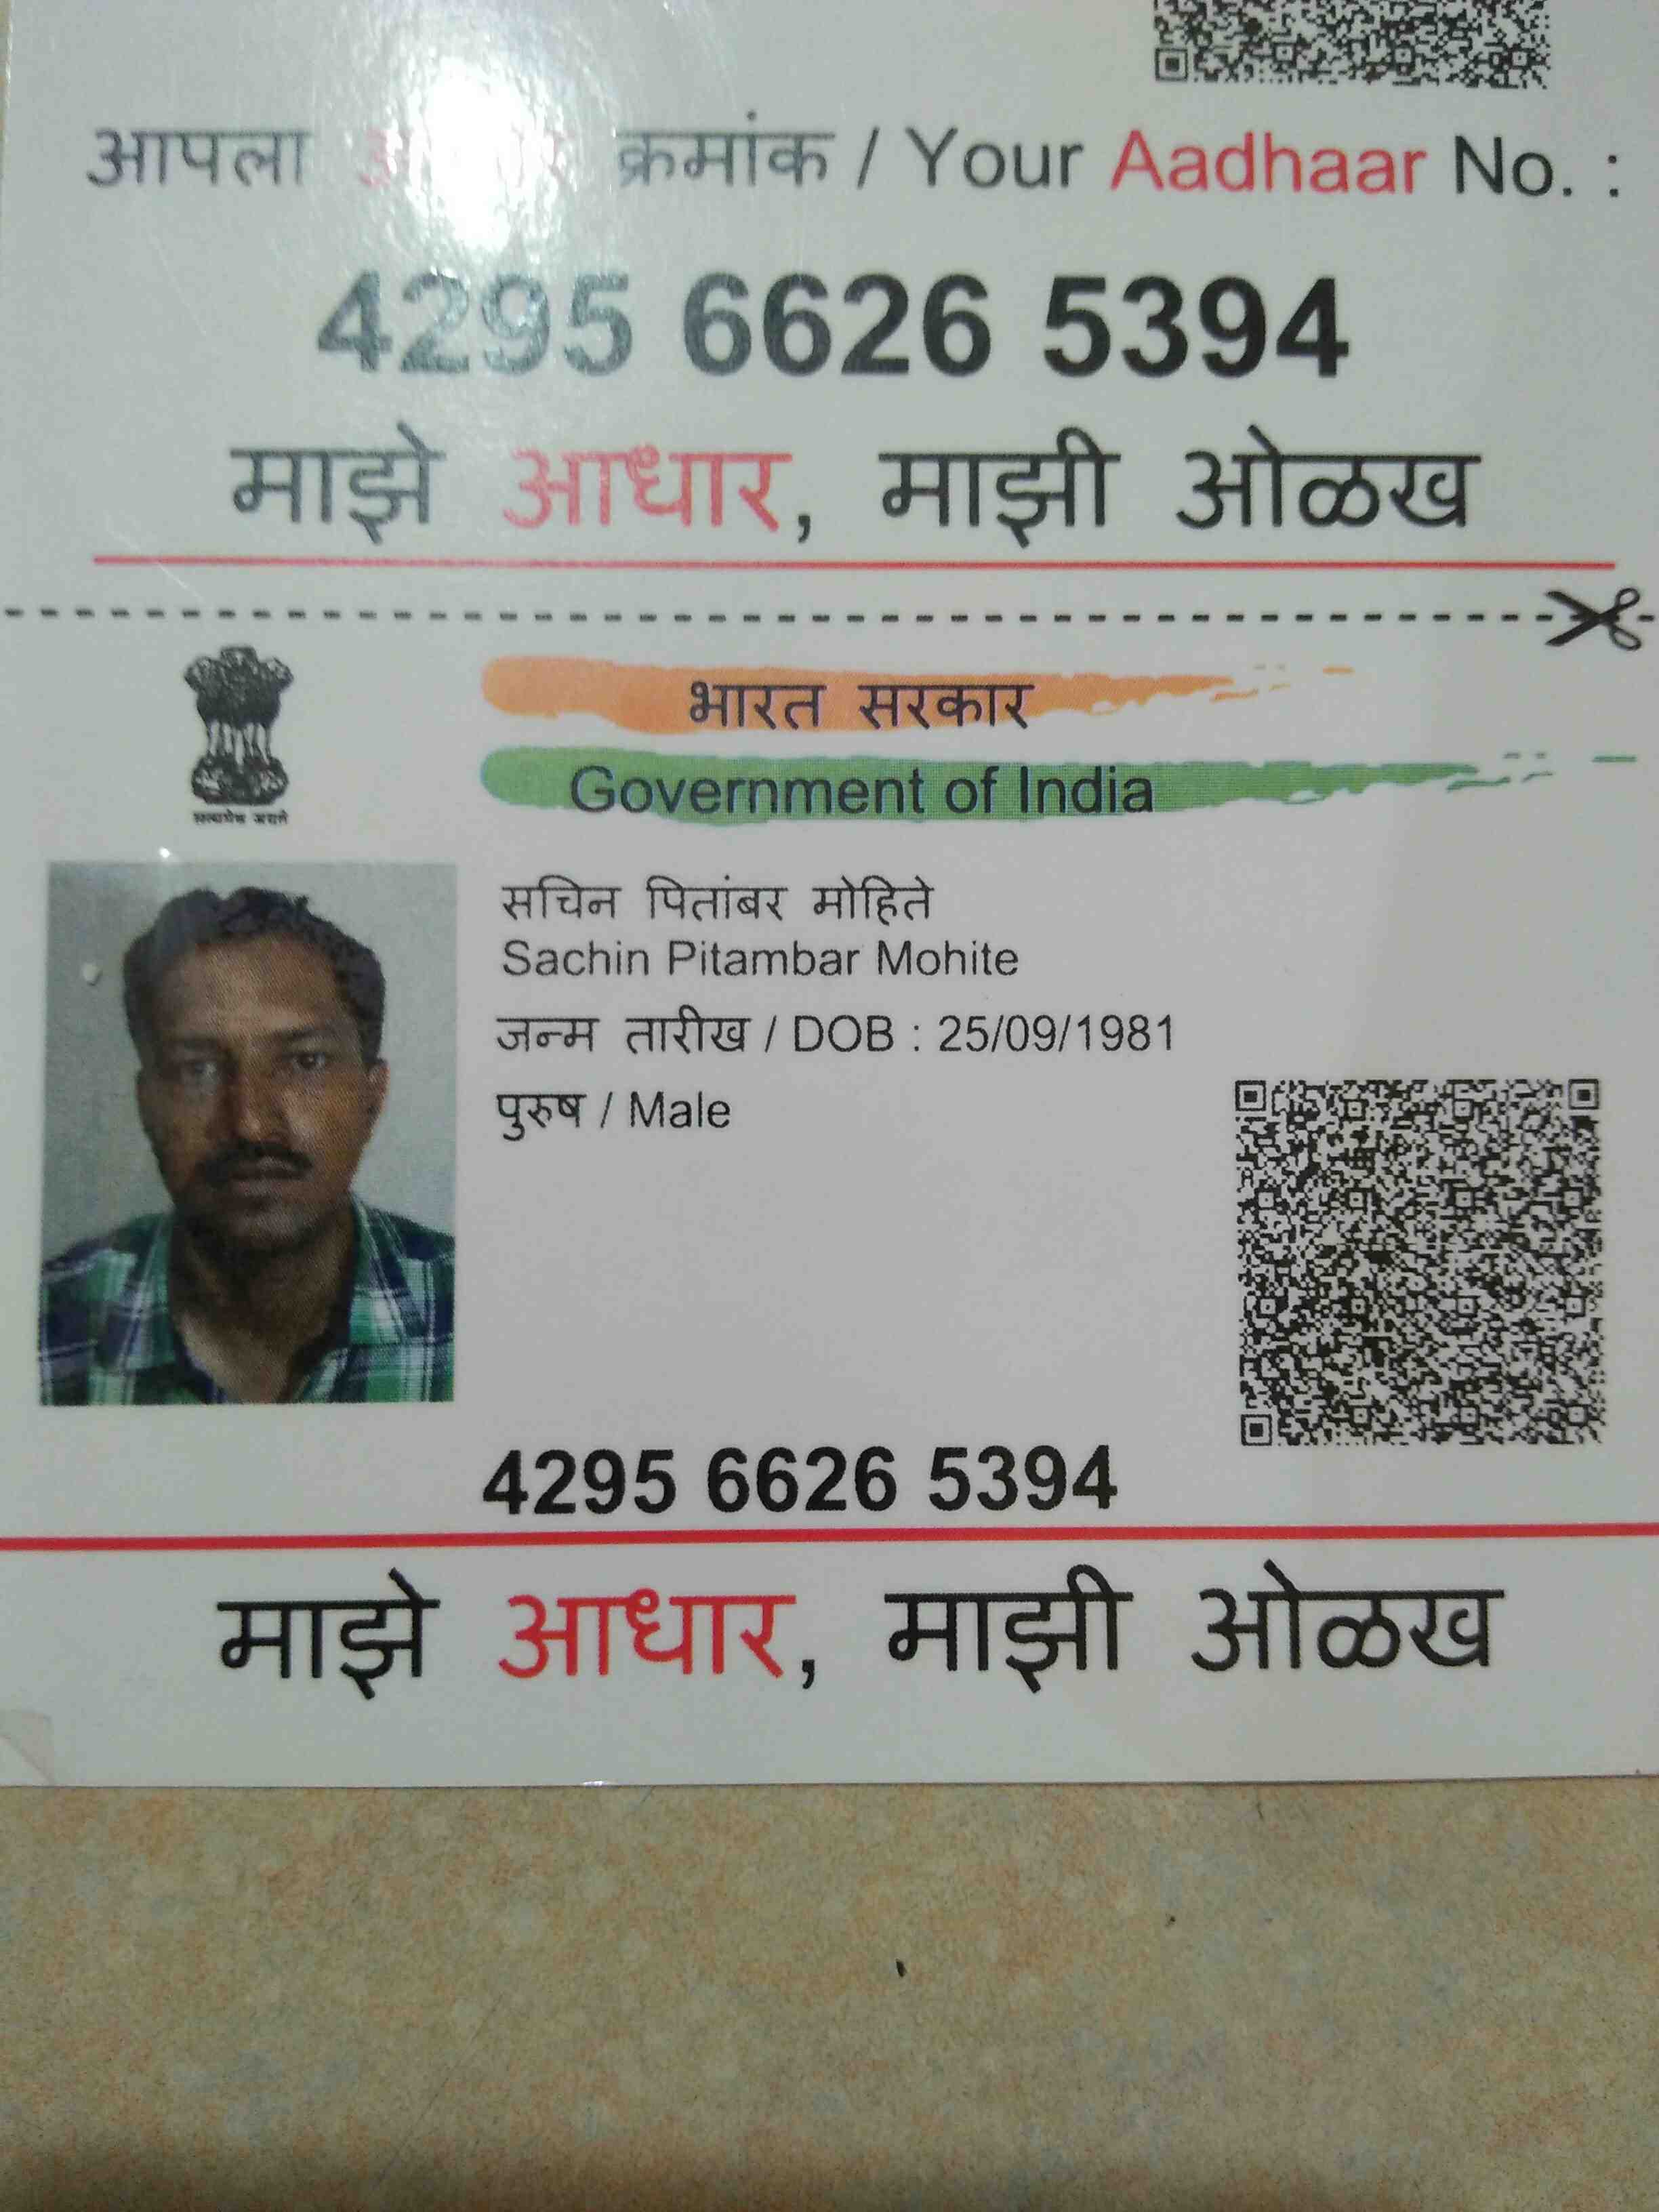 आपला क्रमांक / Your Aadhaar No. :
4295 6626 5394
माझे आधार, माझी ओळख
भारत सरकार
Government of India
सत्यमेव जयते
सचिन पितांबर मोहिते
Sachin Pitambar Mohite
जन्म तारीख / DOB : 25/09/1981
पुरुष / Male
4295 6626 5394
माझे आधार, माझी ओळख